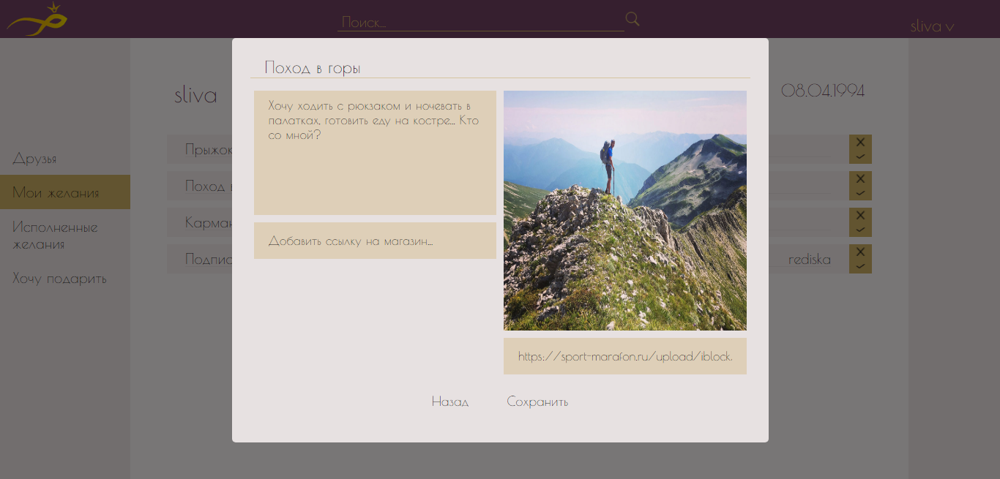 Поиск...
sliva v
sliva
08.04.1994
Друзья
Мои желания
Исполненные
желания
Хочу подарить
Прыжок
Поход в
Карман
Подпис
rediska
Поход в горы
Хочу ходить с рюкзаком и ночевать в
палатках, готовить еду на костре... Кто
со мной?
Добавить ссылку на магазин...
https://sport-marafon.ru/upload/iblock.
Назад
Сохранить